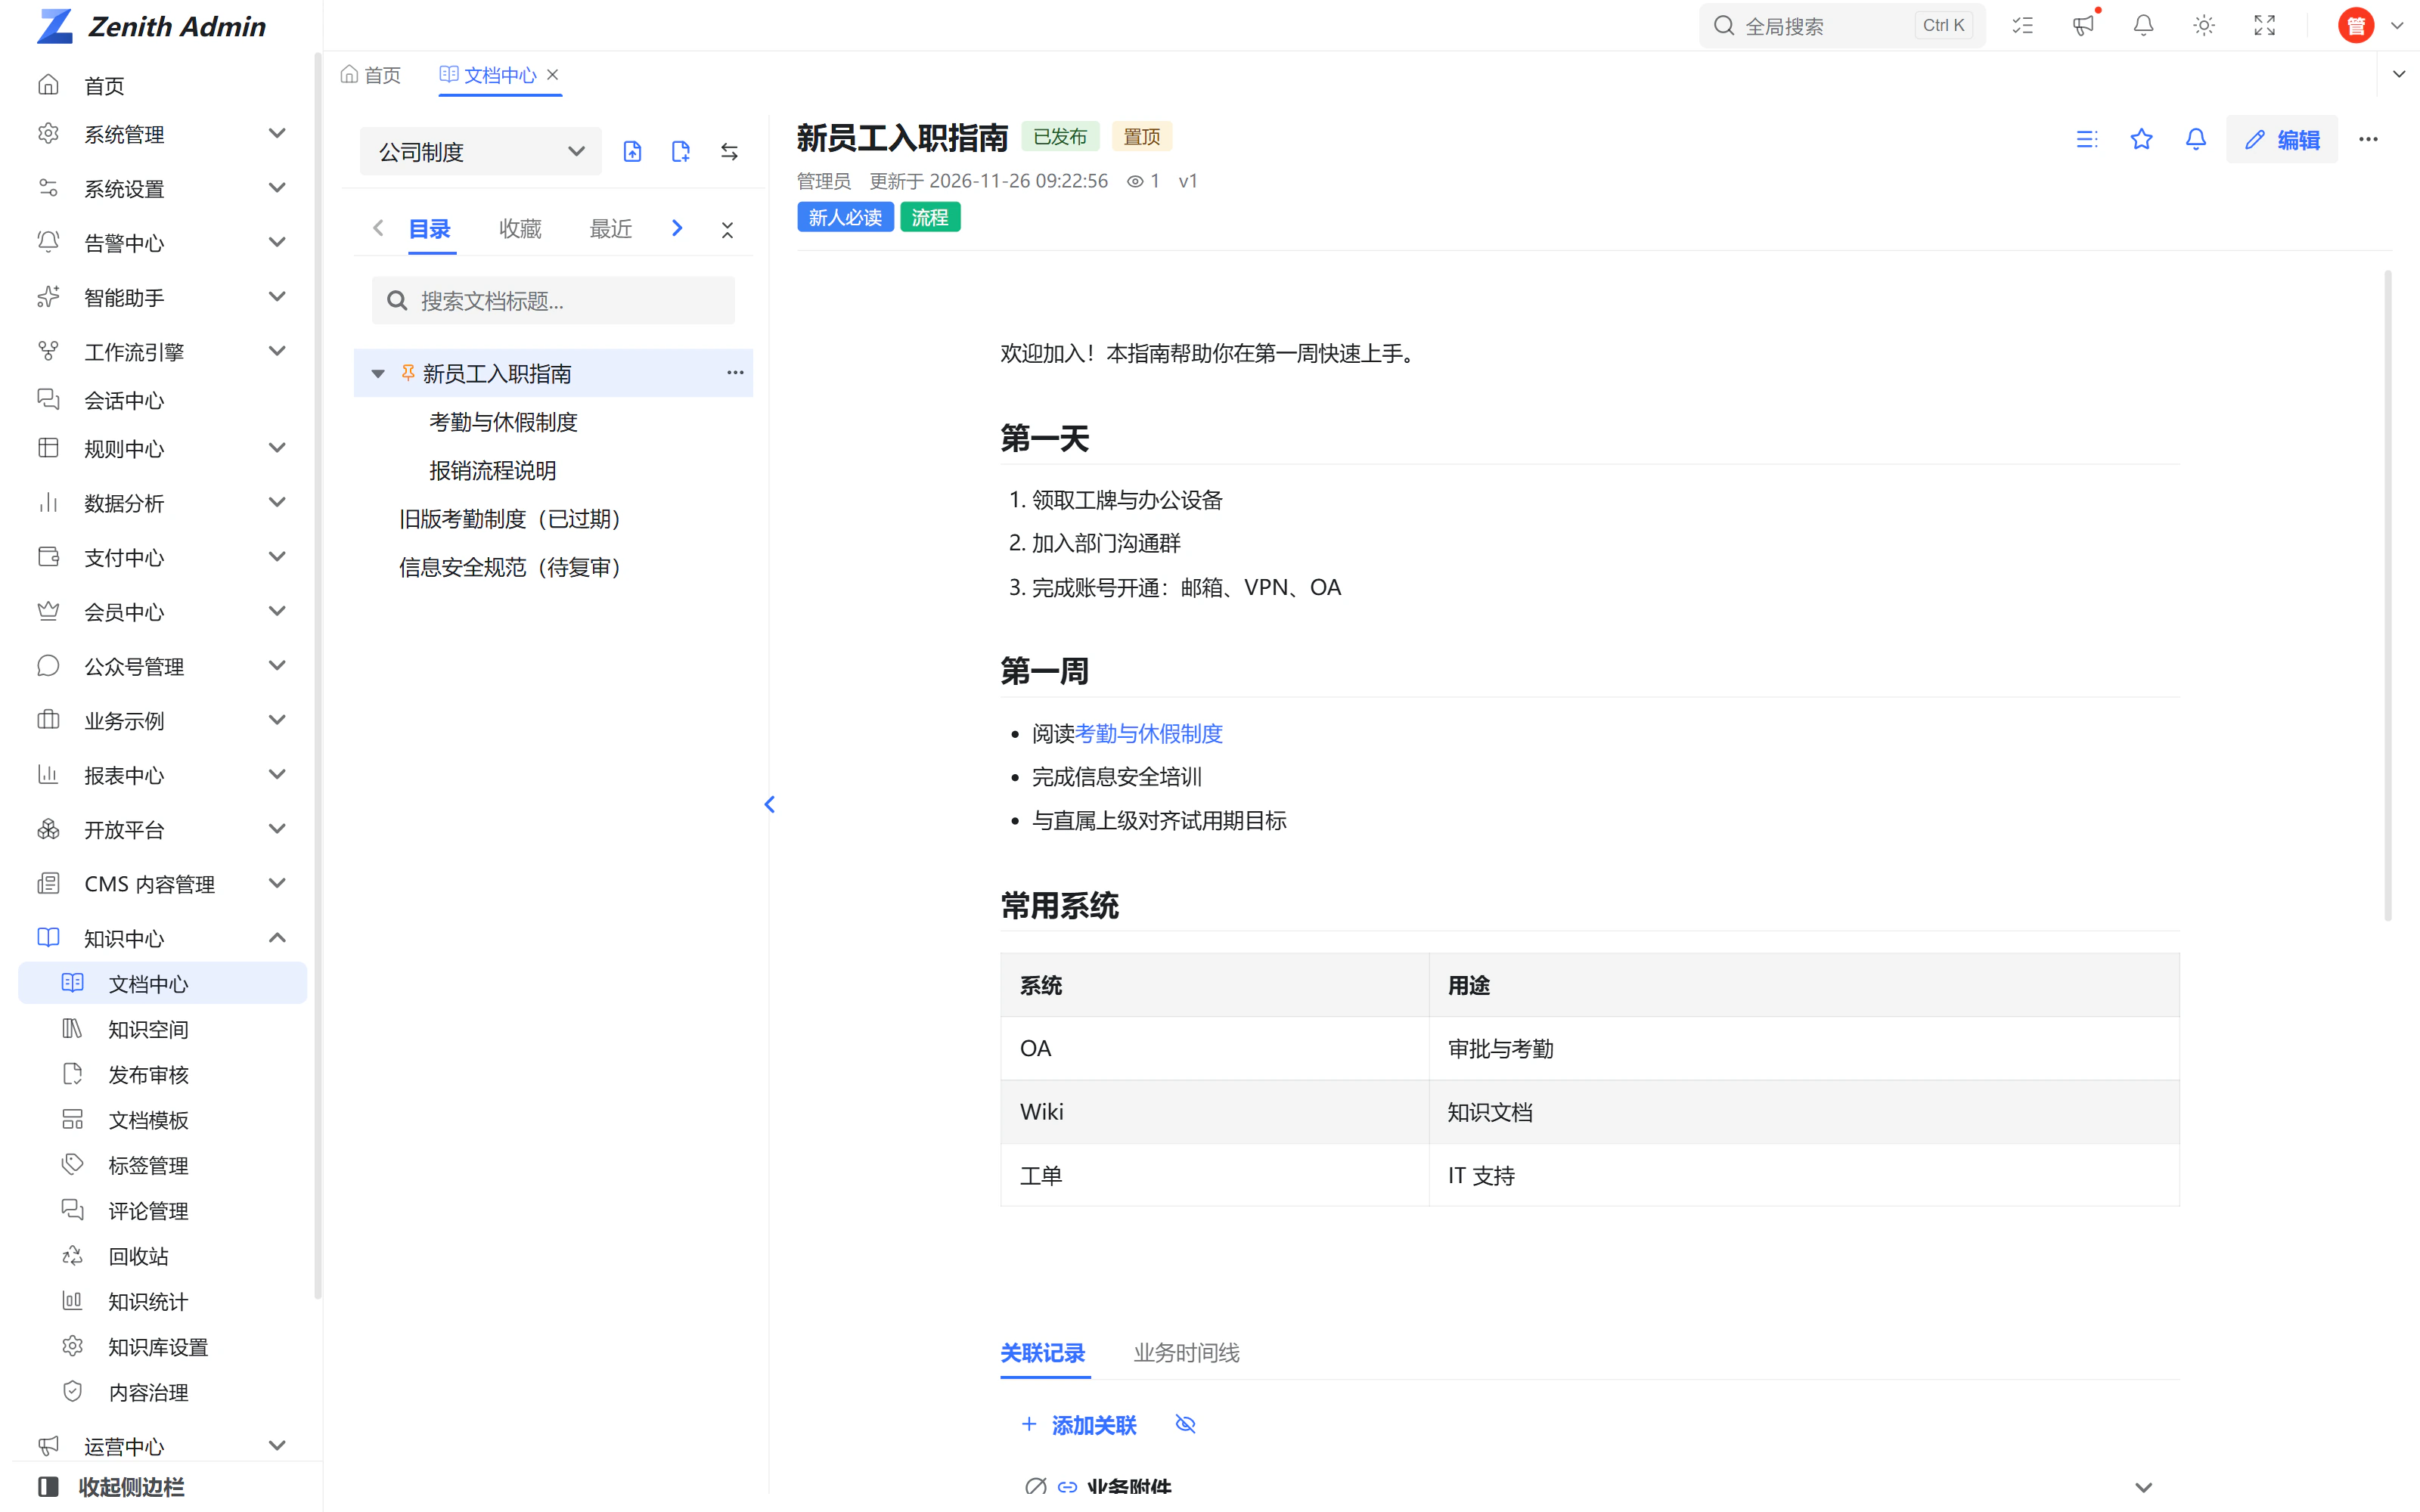 Zenith Admin
全局搜索
Ctrl K
管
首页
系统管理
系统设置
告警中心
智能助手
工作流引擎
会话中心
规则中心
数据分析
支付中心
会员中心
公众号管理
业务示例
报表中心
开放平台
CMS 内容管理
知识中心
文档中心
知识空间
发布审核
文档模板
标签管理
评论管理
回收站
知识统计
知识库设置
内容治理
运营中心
收起侧边栏
首页
文档中心
公司制度
目录
收藏
最近
搜索文档标题...
新员工入职指南
考勤与休假制度
报销流程说明
旧版考勤制度（已过期）
信息安全规范（待复审）
新员工入职指南 已发布 置顶
编辑
管理员 更新于 2026-11-26 09:22:56 1 v1
新人必读 流程
欢迎加入！本指南帮助你在第一周快速上手。
第一天
1. 领取工牌与办公设备
2. 加入部门沟通群
3. 完成账号开通：邮箱、VPN、OA
第一周
• 阅读考勤与休假制度
• 完成信息安全培训
• 与直属上级对齐试用期目标
常用系统
系统 用途
OA 审批与考勤
Wiki 知识文档
工单 IT 支持
关联记录 业务时间线
添加关联
业务附件